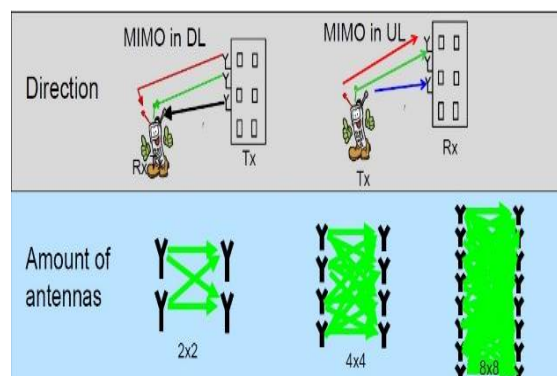 MIMO in DL
MIMO in UL
Direction
Rx
Tx
Tx
Rx
Amount of
antennas
2x2
4x4
8x8